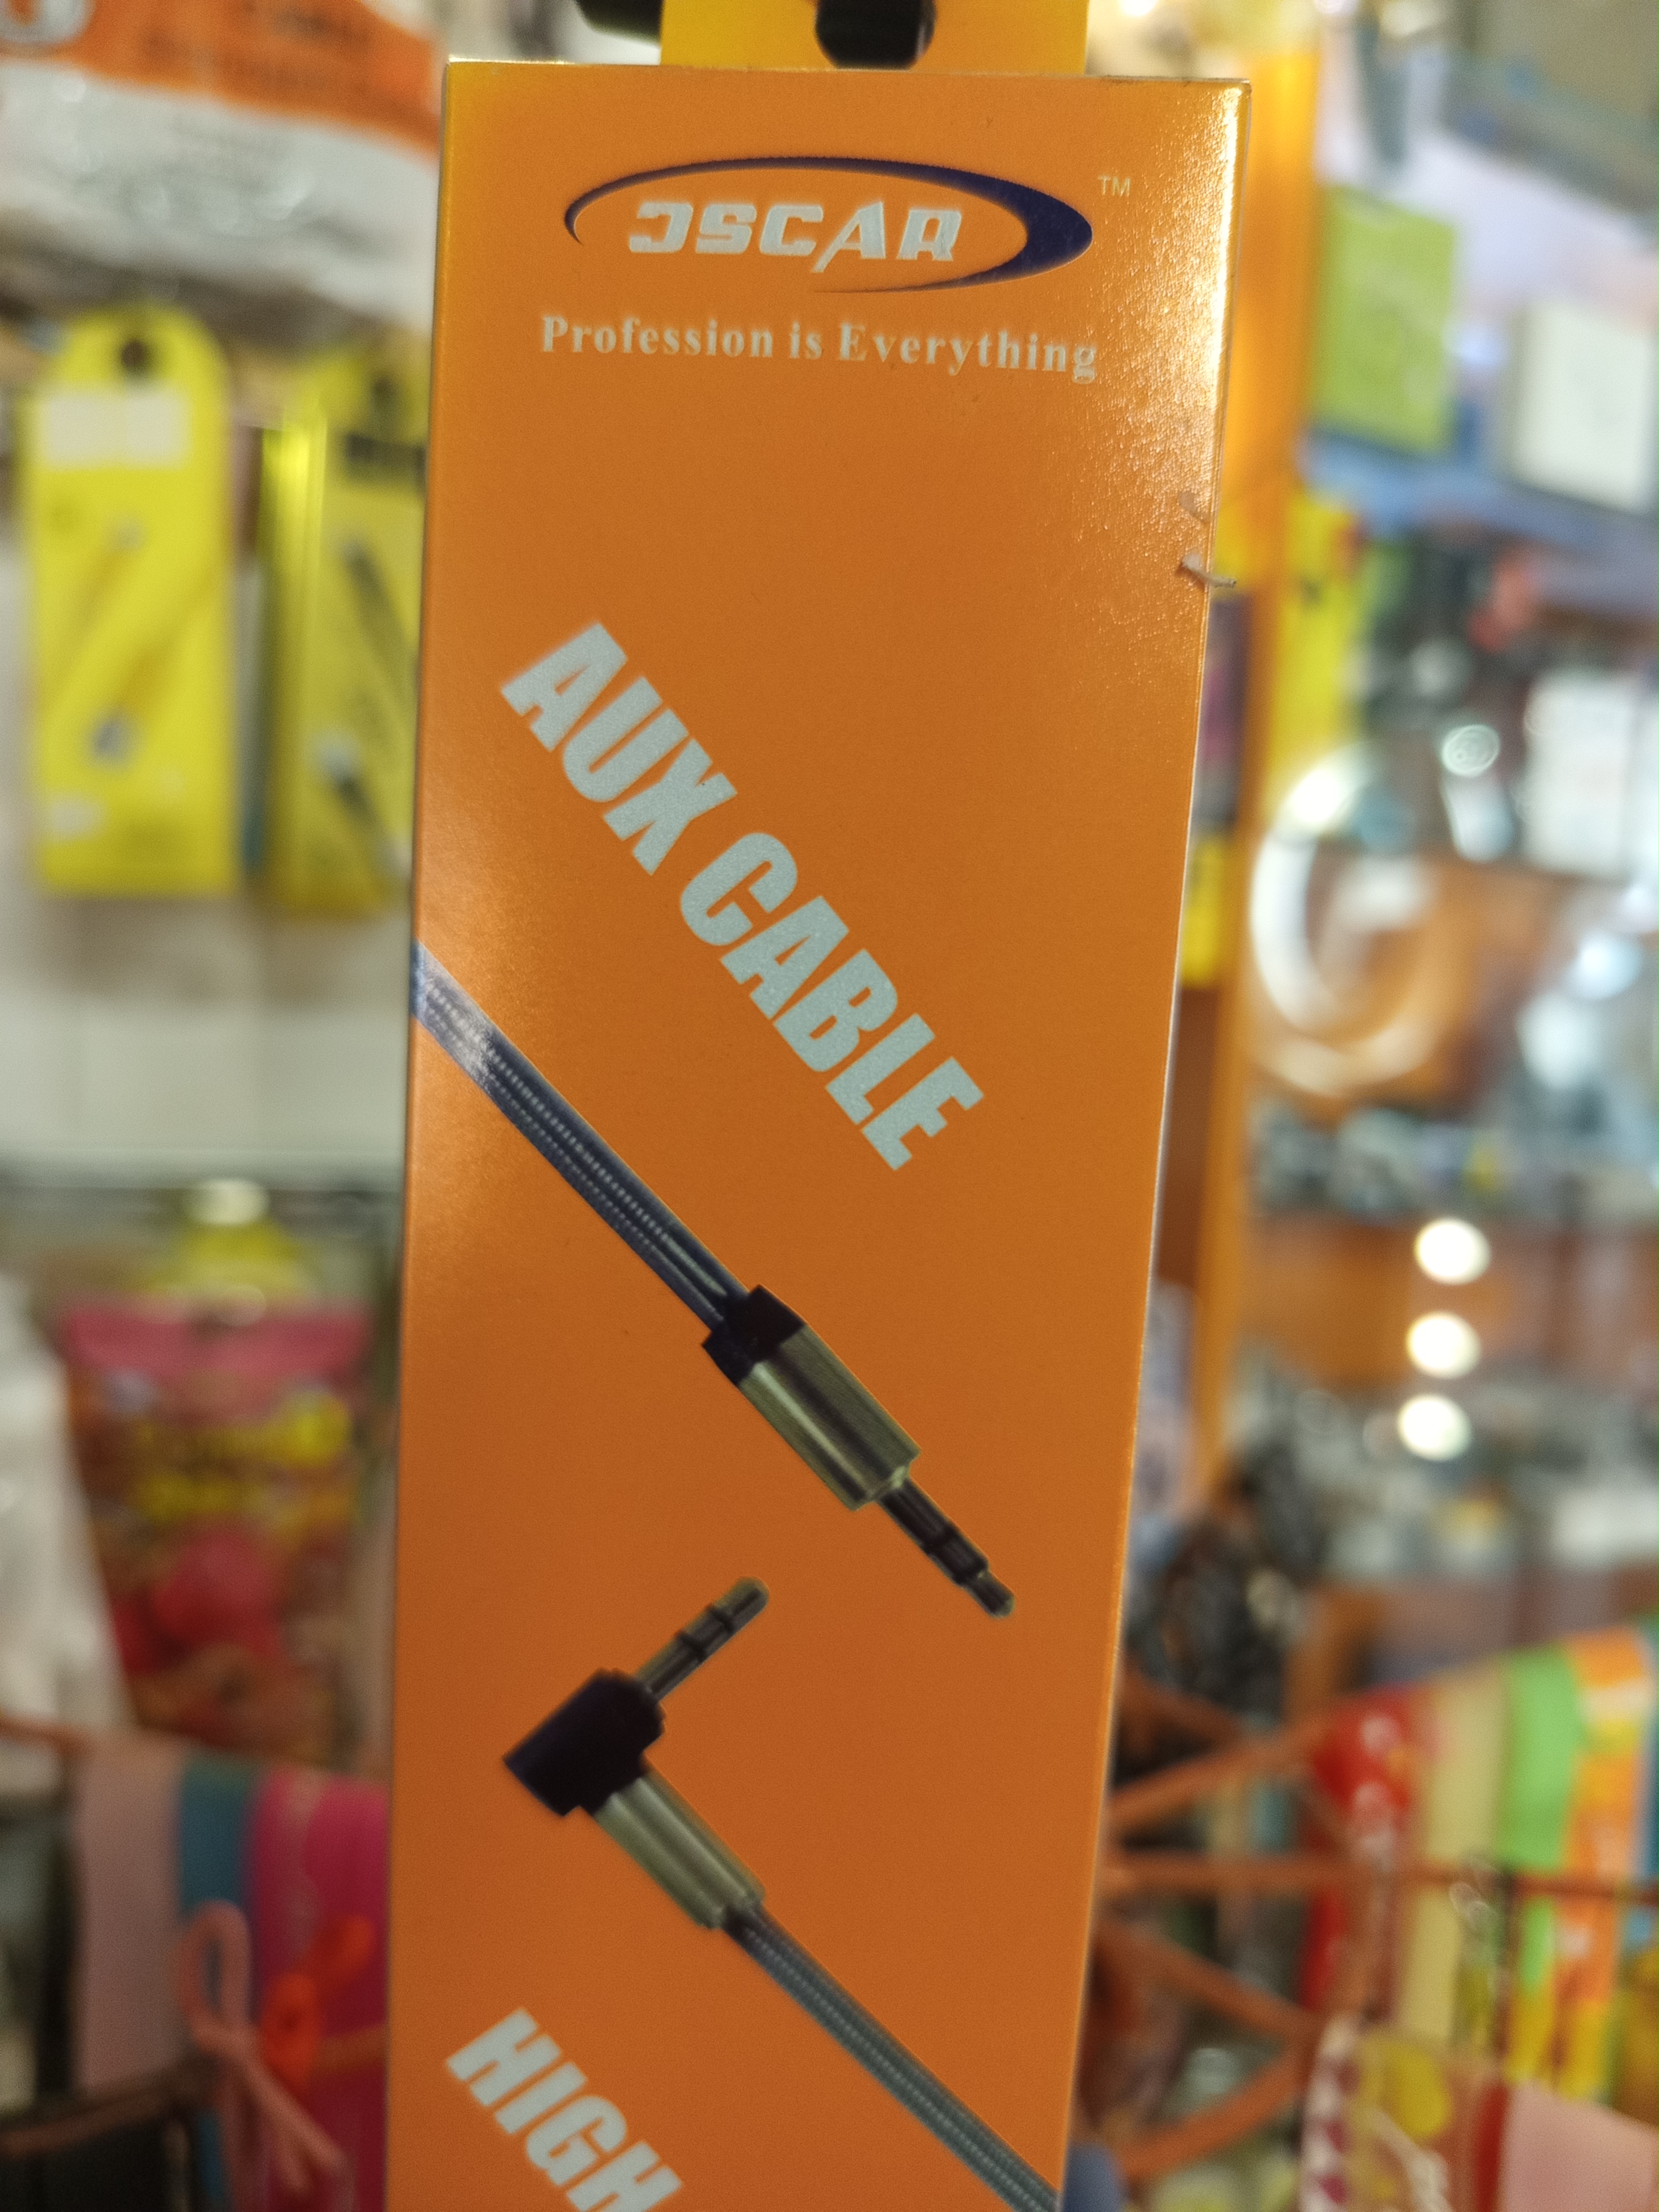 JSCAR
TM
Profession is Everything
AUX CABLE
HIGH